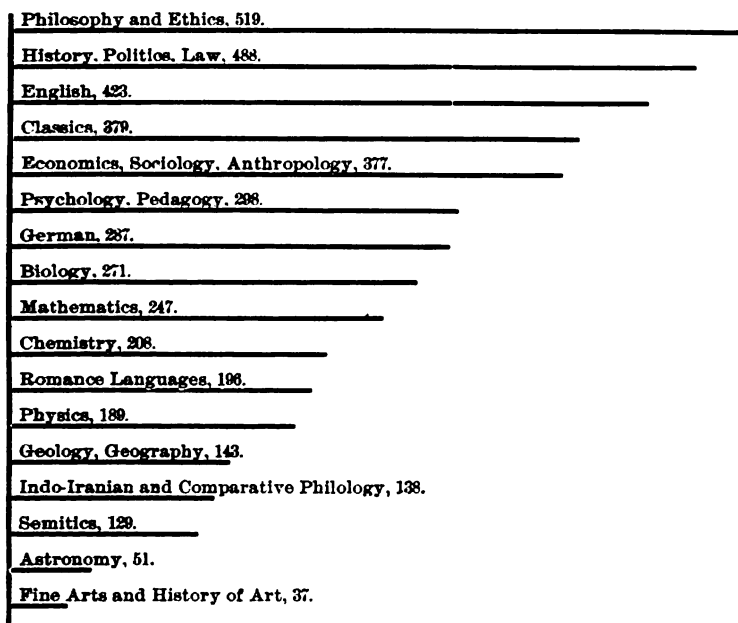 Philosophy and Ethics, 519.
History, Politics, Law, 488.
English, 423.
Classics, 379.
Economics, Sociology, Anthropology, 377.
Psychology, Pedagogy, 298.
German, 287.
Biology, 271.
Mathematics, 247.
Chemistry, 208.
Romance Languages, 196.
Physics, 189.
Geology, Geography, 143.
Indo-Iranian and Comparative Philology, 138.
Semitics, 129.
Astronomy, 51.
Fine Arts and History of Art, 37.